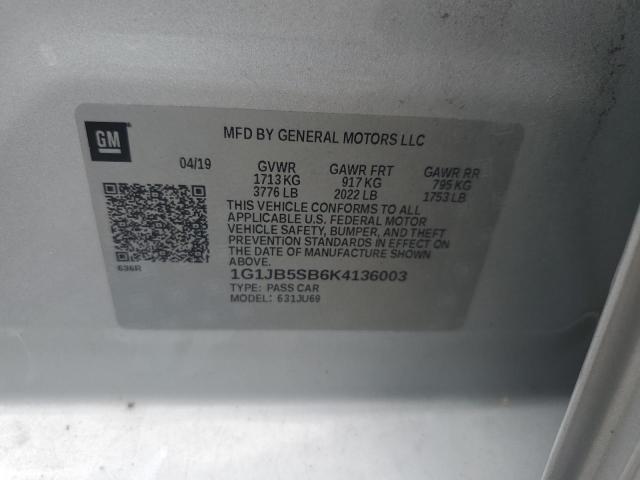 GM
MFD BY GENERAL MOTORS LLC
04/19 GVWR GAWR FRT GAWR RR
1713 KG 917 KG 795 KG
3776 LB 2022 LB 1753 LB
THIS VEHICLE CONFORMS TO ALL
APPLICABLE U.S. FEDERAL MOTOR
VEHICLE SAFETY, BUMPER, AND THEFT
PREVENTION STANDARDS IN EFFECT ON
THE DATE OF MANUFACTURE SHOWN
ABOVE.
636R
1G1JB5SB6K4136003
TYPE: PASS CAR
MODEL: 631JU69